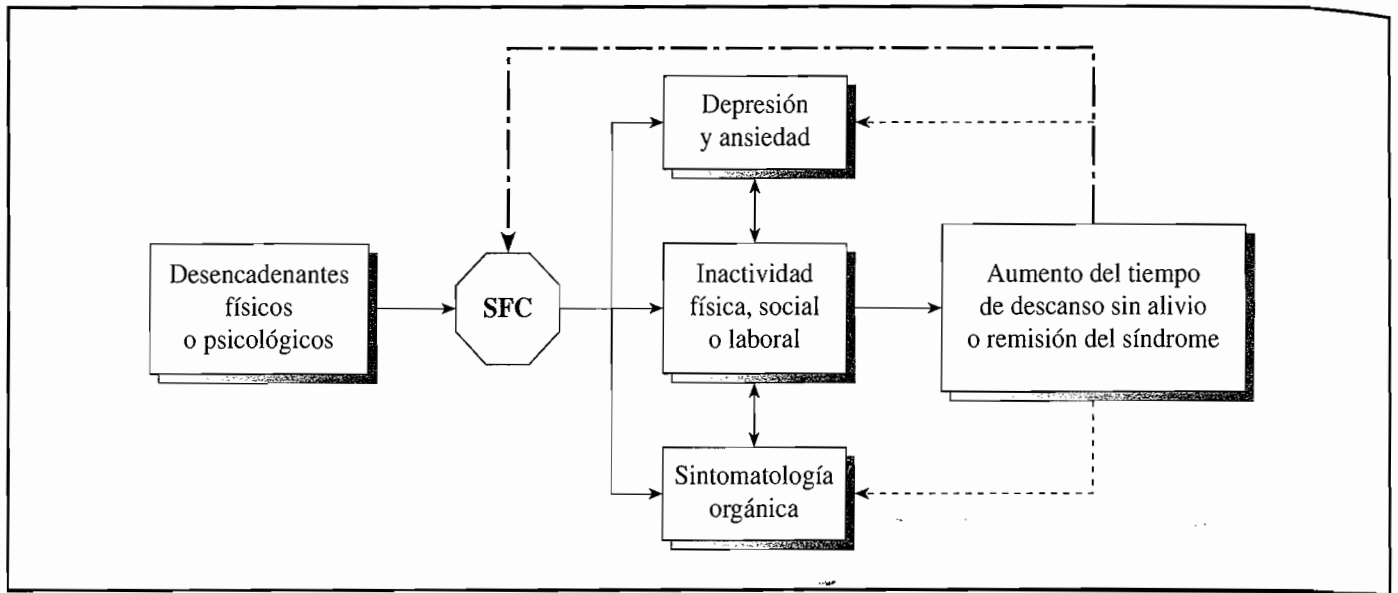 Depresión
y ansiedad
Desencadenantes
físicos
o psicológicos
SFC
Inactividad
física, social
o laboral
Aumento del tiempo
de descanso sin alivio
o remisión del síndrome
Sintomatología
orgánica